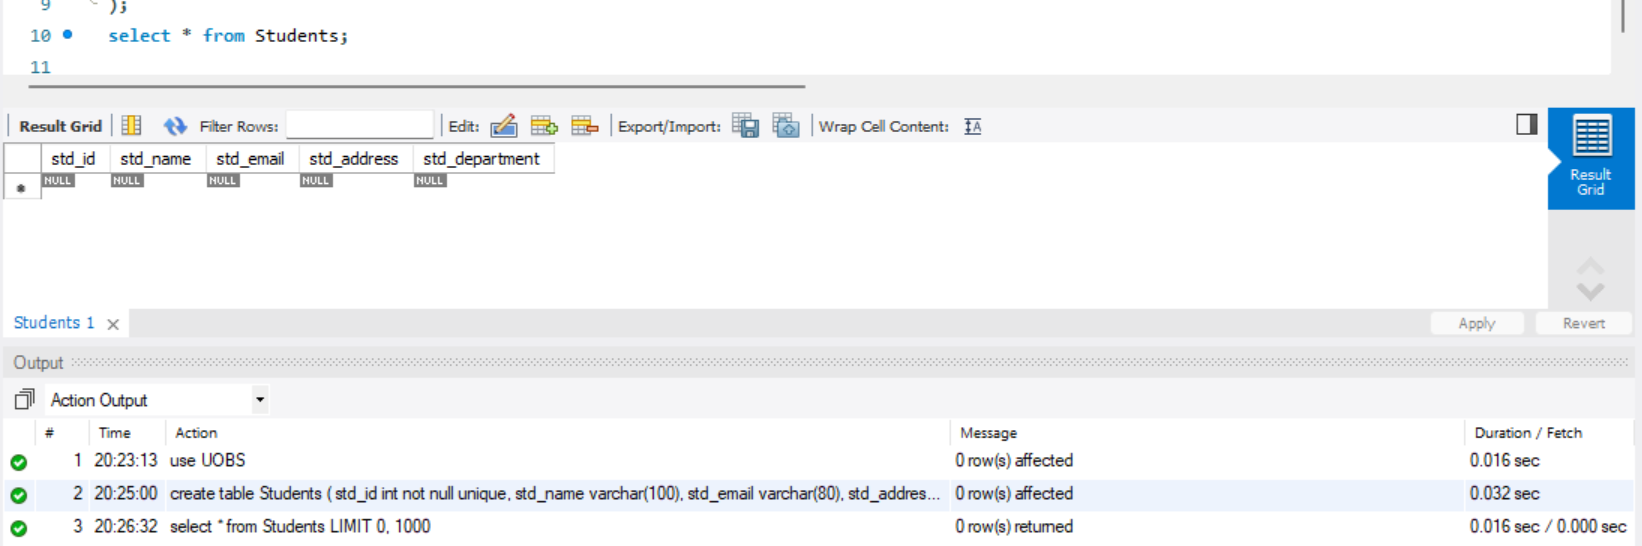 9 );
10 select * from Students;
11
Result Grid Filter Rows: Edit: Export/Import: Wrap Cell Content:
std_id std_name std_email std_address std_department
NULL NULL NULL NULL NULL
Result
Grid
Students 1
Apply Revert
Output
Action Output
# Time Action Message Duration / Fetch
1 20:23:13 use UOBS 0 row(s) affected 0.016 sec
2 20:25:00 create table Students ( std_id int not null unique, std_name varchar(100), std_email varchar(80), std_addres... 0 row(s) affected 0.032 sec
3 20:26:32 select * from Students LIMIT 0, 1000 0 row(s) returned 0.016 sec / 0.000 sec